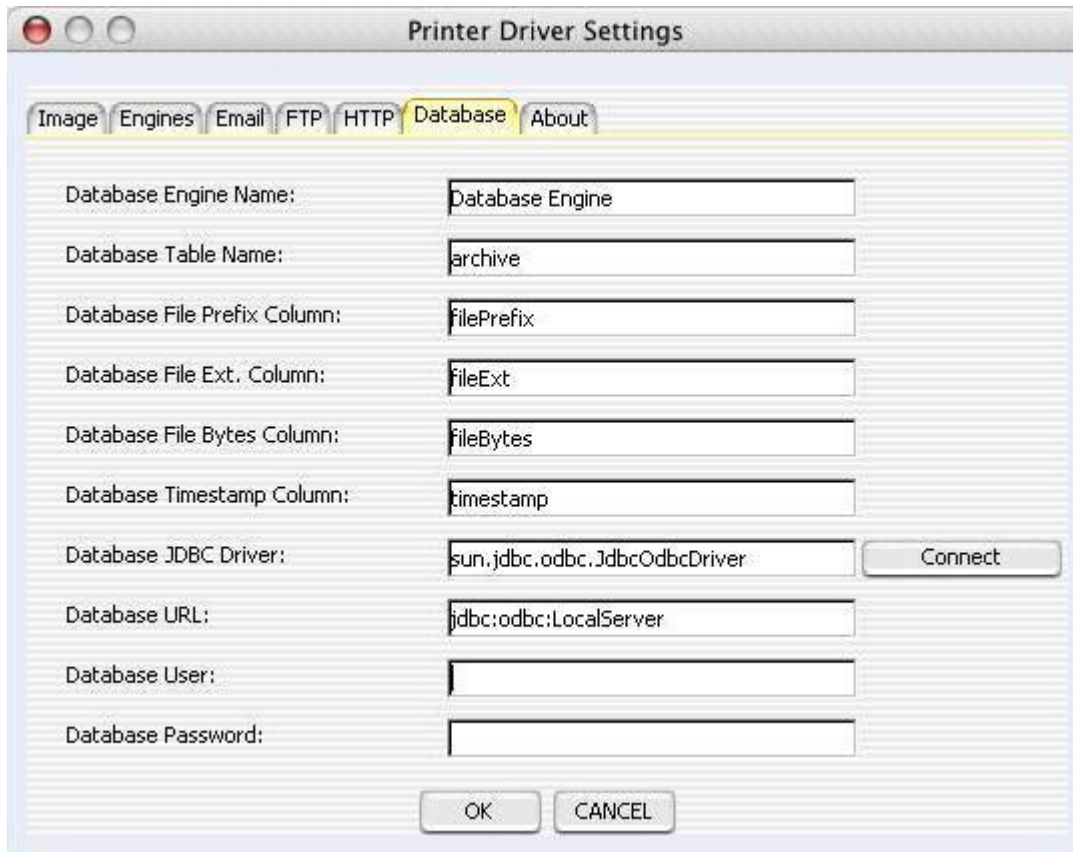 Printer Driver Settings
Image Engines Email FTP HTTP Database About
Database Engine Name: Database Engine
Database Table Name: archive
Database File Prefix Column: filePrefix
Database File Ext. Column: fileExt
Database File Bytes Column: fileBytes
Database Timestamp Column: timestamp
Database JDBC Driver: sun.jdbc.odbc.JdbcOdbcDriver Connect
Database URL: jdbc:odbc:LocalServer
Database User:
Database Password:
OK CANCEL